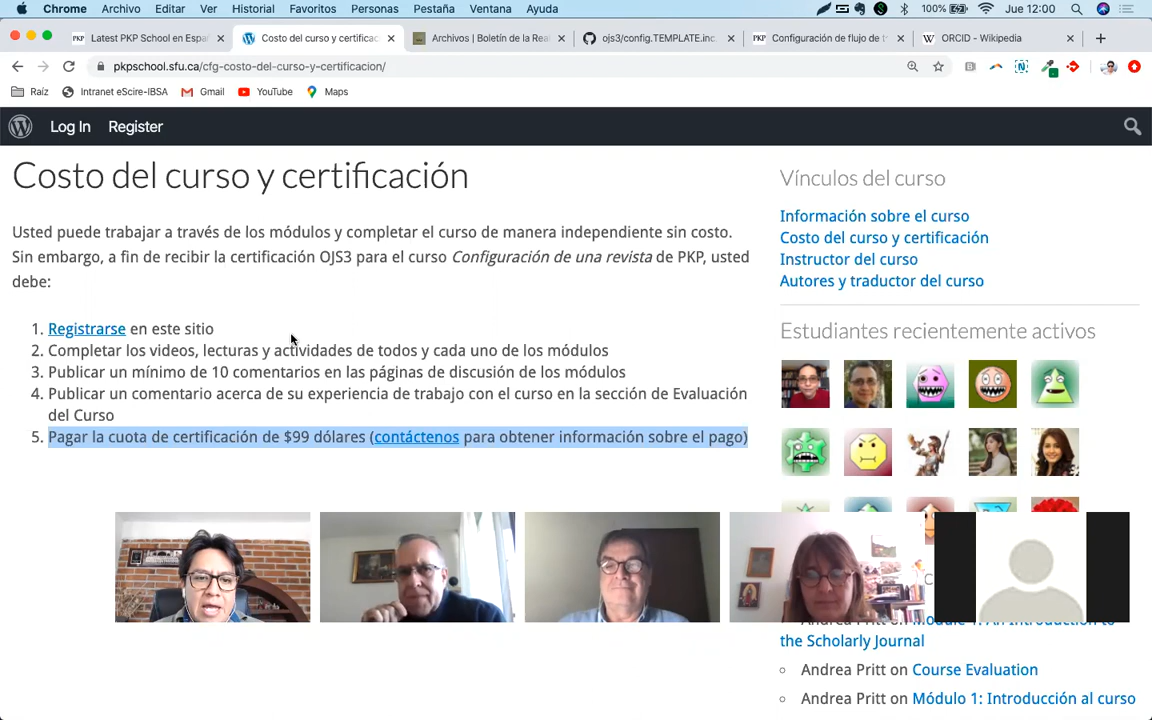 Chrome Archivo Editar Ver Historial Favoritos Personas Pestaña Ventana Ayuda 100% Jue 12:00
Latest PKP School en Espa
Costo del curso y certificac
Archivos | Boletín de la Rea
ojs3/config.TEMPLATE.inc.
Configuración de flujo de t
ORCID - Wikipedia
pkpschool.sfu.ca/cfg-costo-del-curso-y-certificacion/
Raíz Intranet eScire-IBSA Gmail YouTube Maps
Log In Register
Costo del curso y certificación
Usted puede trabajar a través de los módulos y completar el curso de manera independiente sin costo.
Sin embargo, a fin de recibir la certificación OJS3 para el curso Configuración de una revista de PKP, usted
debe:
1. Registrarse en este sitio
2. Completar los videos, lecturas y actividades de todos y cada uno de los módulos
3. Publicar un mínimo de 10 comentarios en las páginas de discusión de los módulos
4. Publicar un comentario acerca de su experiencia de trabajo con el curso en la sección de Evaluación
del Curso
5. Pagar la cuota de certificación de $99 dólares (contáctenos para obtener información sobre el pago)
Vínculos del curso
Información sobre el curso
Costo del curso y certificación
Instructor del curso
Autores y traductor del curso
Estudiantes recientemente activos
Andrea Pritt on Module 1: An Introduction to
the Scholarly Journal
Andrea Pritt on Course Evaluation
Andrea Pritt on Módulo 1: Introducción al curso